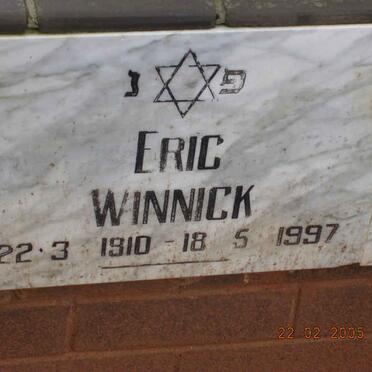 פ נ
ERIC
WINNICK
22·3 1910 - 18 5 1997
22 02 2005